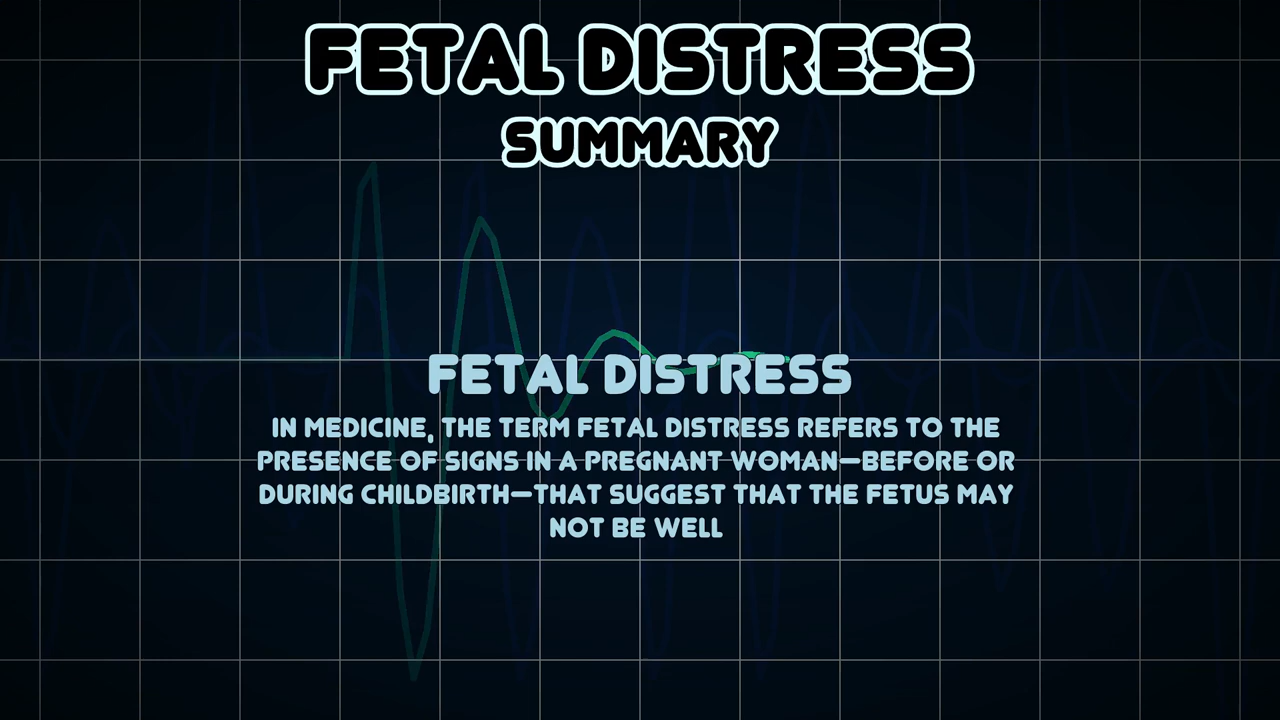 FETAL DISTRESS
SUMMARY
FETAL DISTRESS
IN MEDICINE, THE TERM FETAL DISTRESS REFERS TO THE
PRESENCE OF SIGNS IN A PREGNANT WOMAN—BEFORE OR
DURING CHILDBIRTH—THAT SUGGEST THAT THE FETUS MAY
NOT BE WELL